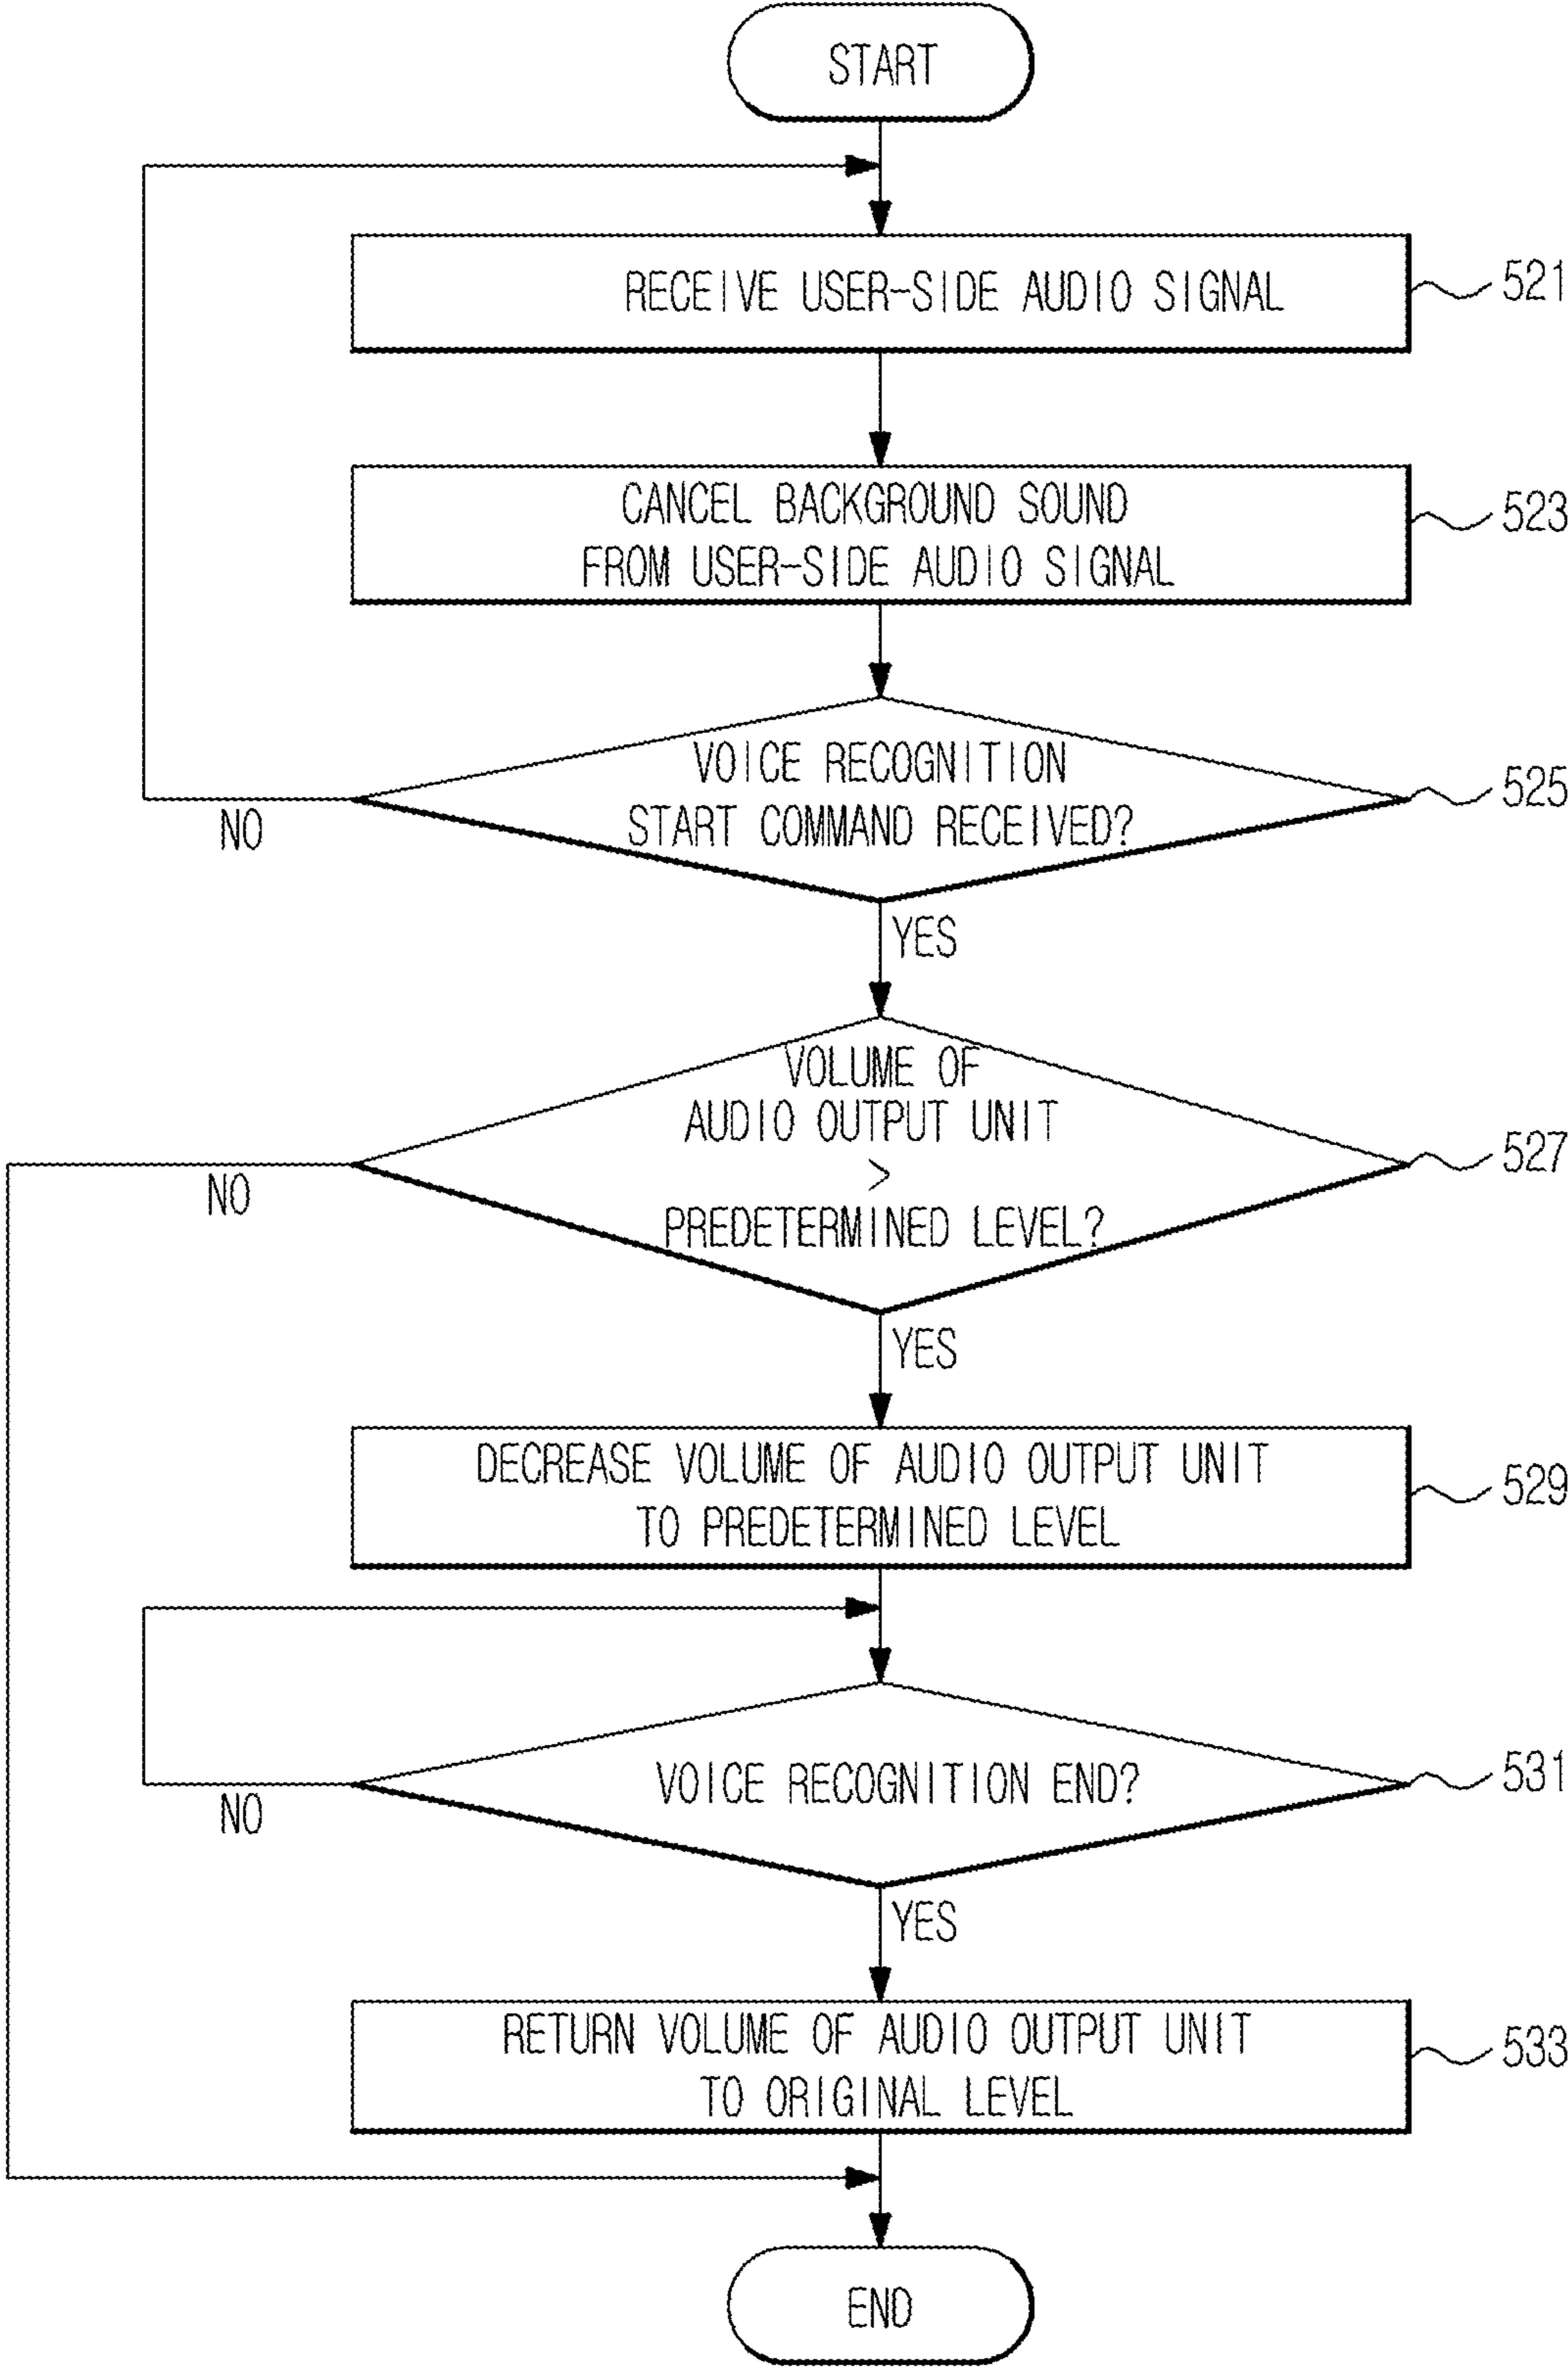 START
RECEIVE USER-SIDE AUDIO SIGNAL
521
CANCEL BACKGROUND SOUND
FROM USER-SIDE AUDIO SIGNAL
523
VOICE RECOGNITION
START COMMAND RECEIVED?
525
NO
YES
VOLUME OF
AUDIO OUTPUT UNIT
>
PREDETERMINED LEVEL?
527
NO
YES
DECREASE VOLUME OF AUDIO OUTPUT UNIT
TO PREDETERMINED LEVEL
529
VOICE RECOGNITION END?
531
NO
YES
RETURN VOLUME OF AUDIO OUTPUT UNIT
TO ORIGINAL LEVEL
533
END